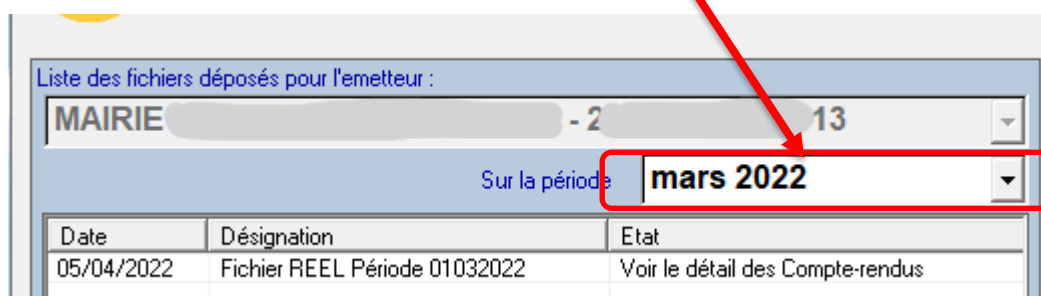 Liste des fichiers déposés pour l'emetteur :
MAIRIE - 2 13
Sur la période mars 2022
Date Désignation Etat
05/04/2022 Fichier REEL Période 01032022 Voir le détail des Compte-rendus